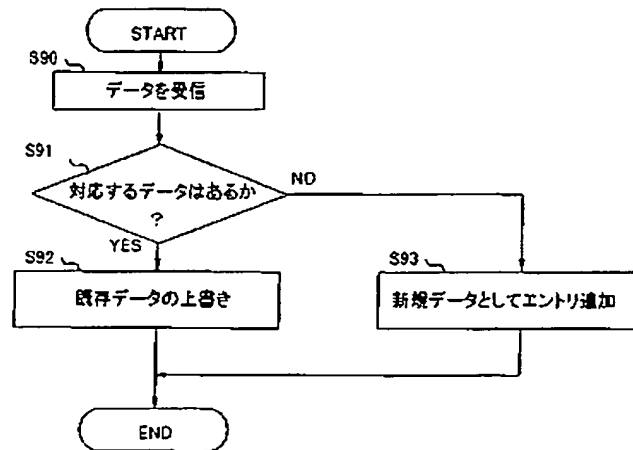 START
S90
データを受信
S91
対応するデータはあるか
?
NO
YES
S92
既存データの上書き
S93
新規データとしてエントリ追加
END